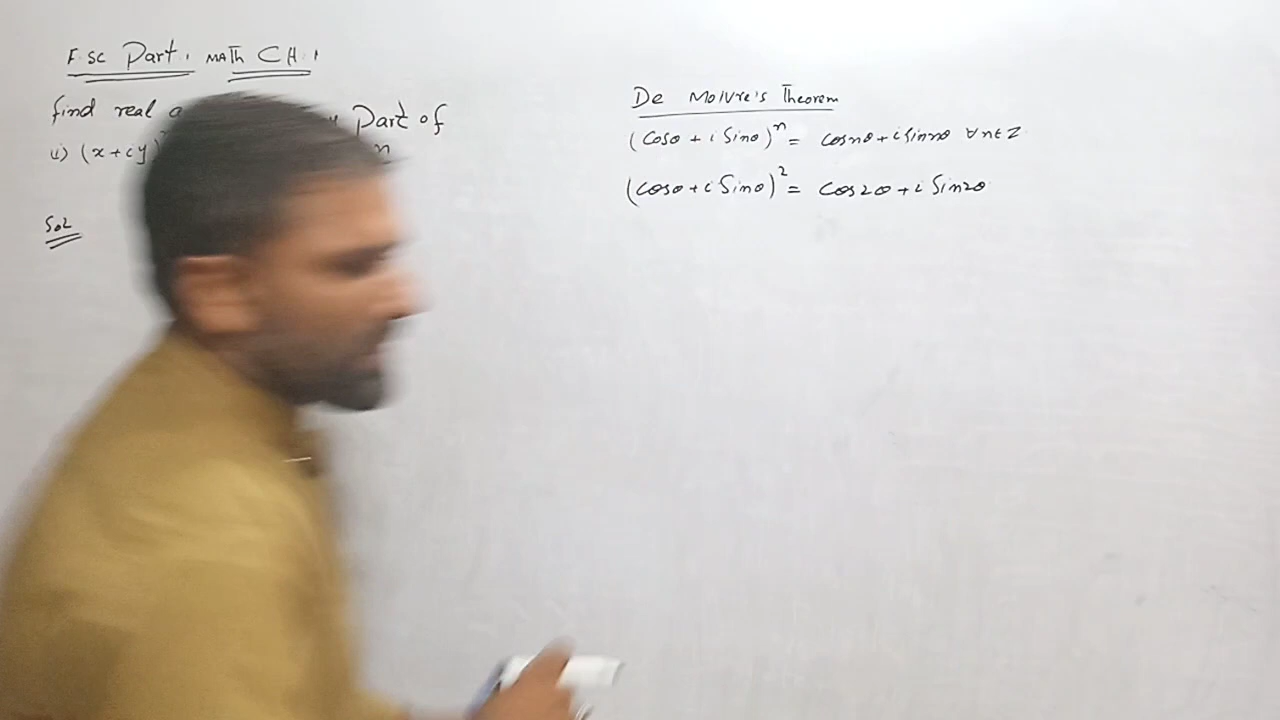 F.sc Part 1 MATH CH.1
find real a Part of
i) (x+iy) n
Sol
De Moivre's Theorem
(Cosθ + i Sinθ)^n = cosnθ + i Sinnθ ∀ n∈Z
(cosθ + i Sinθ)^2 = Cos2θ + i Sin2θ